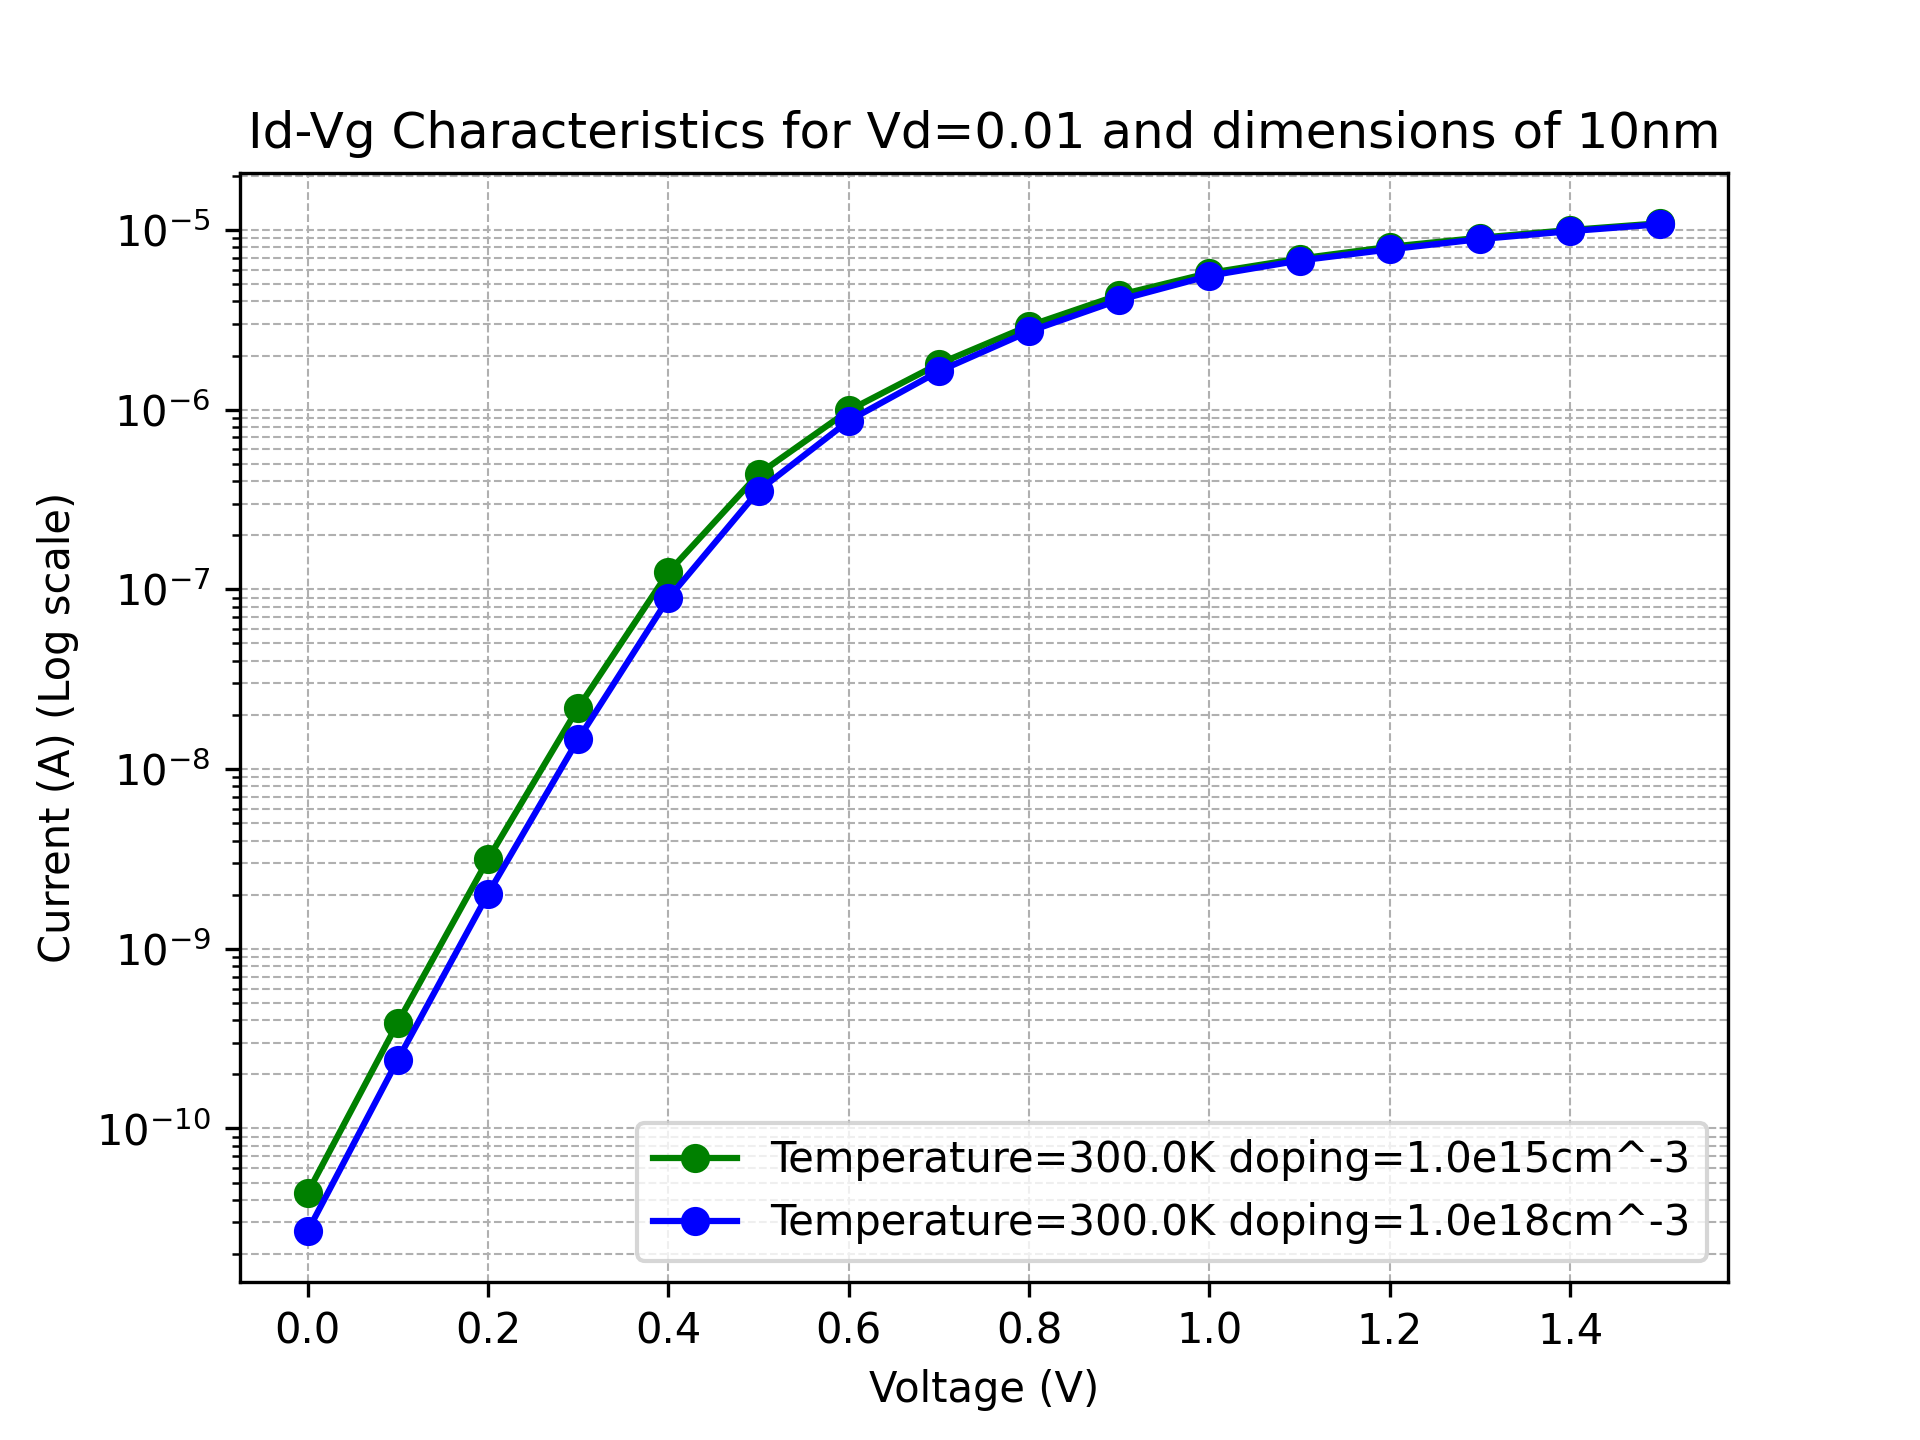 Id-Vg Characteristics for Vd=0.01 and dimensions of 10nm
Current (A) (Log scale)
10⁻⁵
10⁻⁶
10⁻⁷
10⁻⁸
10⁻⁹
10⁻¹⁰
Temperature=300.0K doping=1.0e15cm^-3
Temperature=300.0K doping=1.0e18cm^-3
0.0 0.2 0.4 0.6 0.8 1.0 1.2 1.4
Voltage (V)